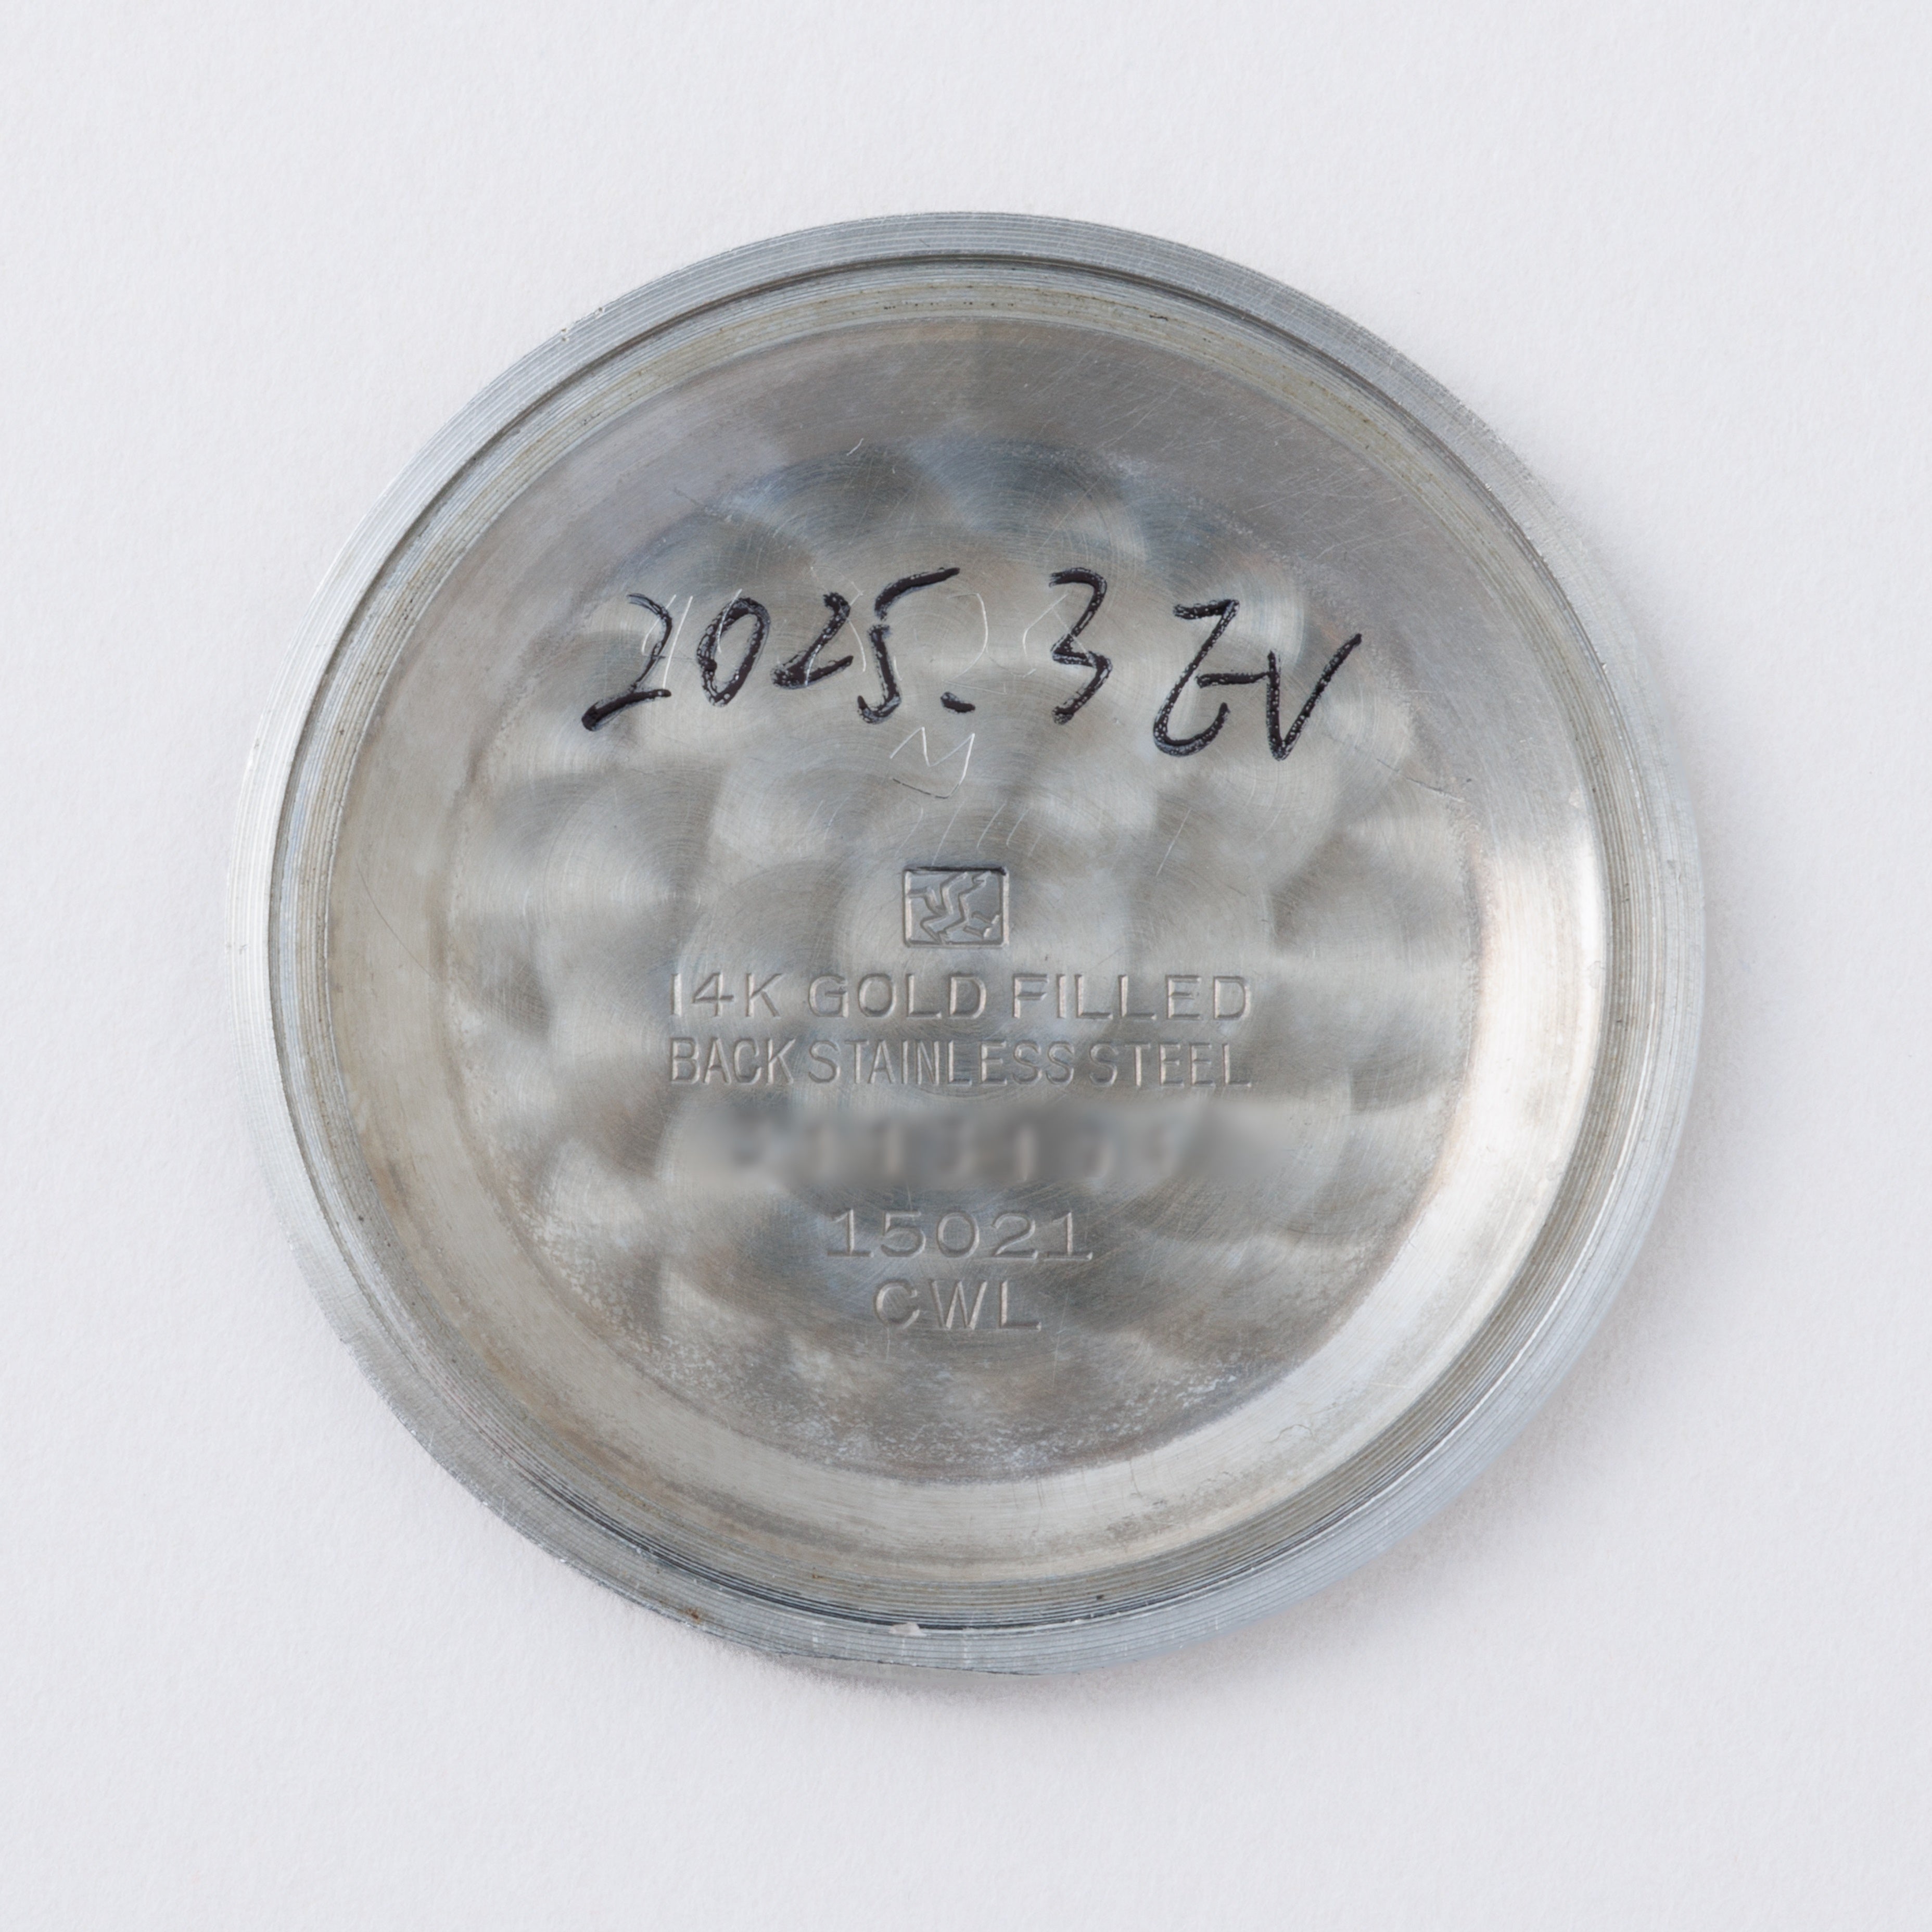 2025.3 ZV
14K GOLD FILLED
BACK STAINLESS STEEL
15021
CWL